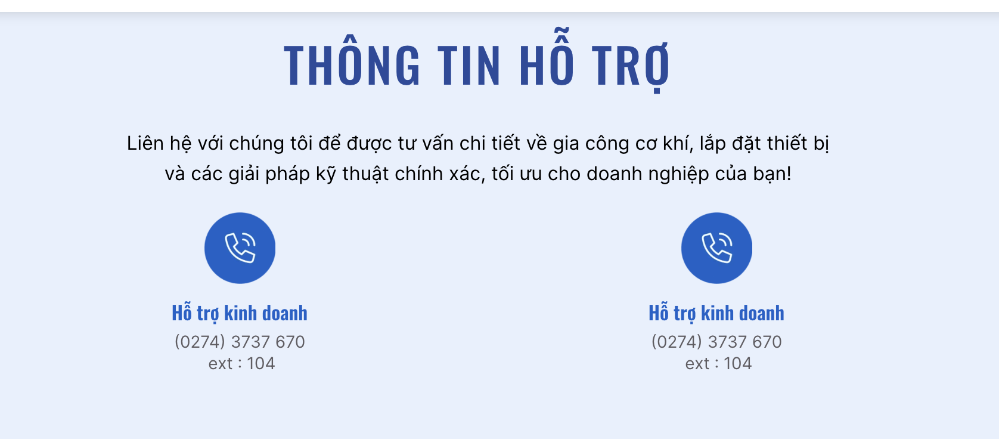 THÔNG TIN HỖ TRỢ
Liên hệ với chúng tôi để được tư vấn chi tiết về gia công cơ khí, lắp đặt thiết bị
và các giải pháp kỹ thuật chính xác, tối ưu cho doanh nghiệp của bạn!
Hỗ trợ kinh doanh
(0274) 3737 670
ext : 104
Hỗ trợ kinh doanh
(0274) 3737 670
ext : 104